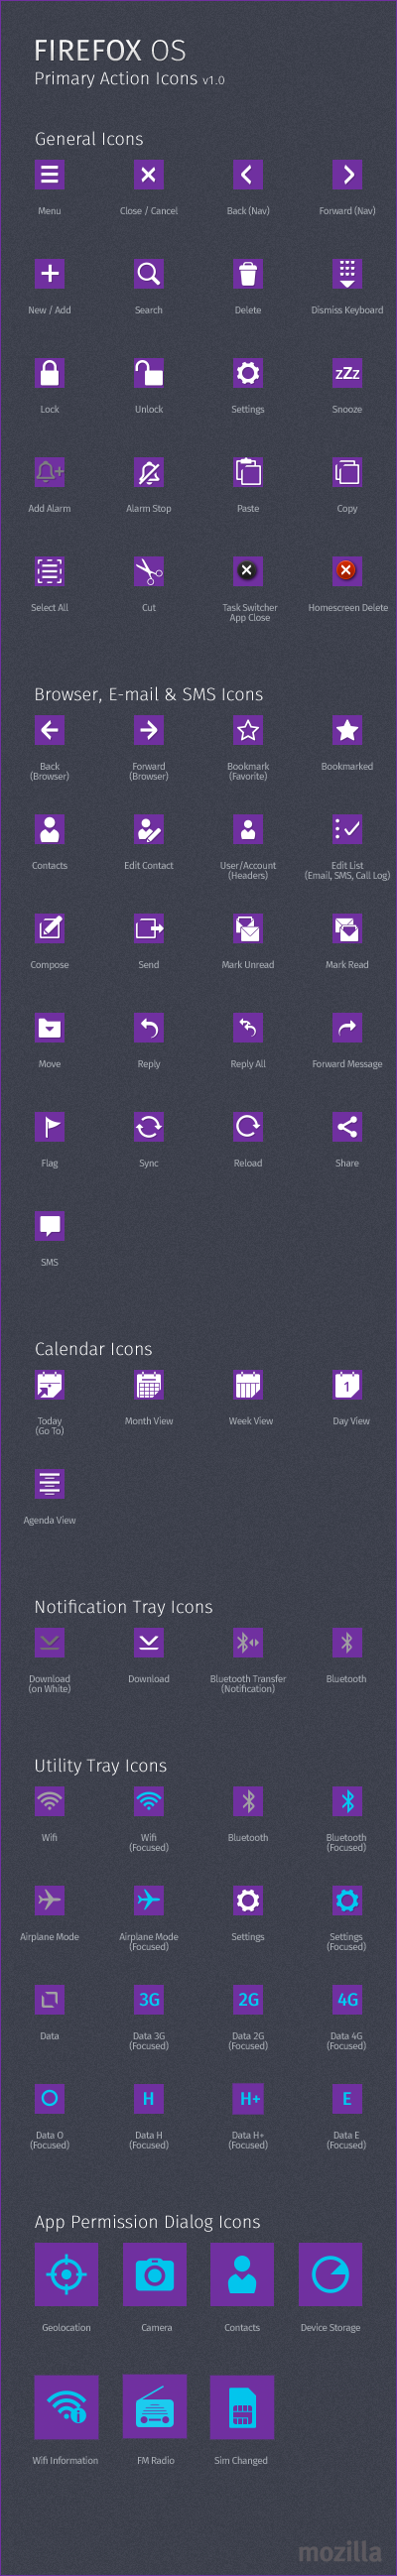 FIREFOX OS
Primary Action Icons v1.0
General Icons
Menu
Close / Cancel
Back (Nav)
Forward (Nav)
New / Add
Search
Delete
Dismiss Keyboard
Lock
Unlock
Settings
zZz
Snooze
Add Alarm
Alarm Stop
Paste
Copy
Select All
Cut
Task Switcher
App Close
Homescreen Delete
Browser, E-mail & SMS Icons
Back
(Browser)
Forward
(Browser)
Bookmark
(Favorite)
Bookmarked
Contacts
Edit Contact
User/Account
(Headers)
Edit List
(Email, SMS, Call Log)
Compose
Send
Mark Unread
Mark Read
Move
Reply
Reply All
Forward Message
Flag
Sync
Reload
Share
SMS
Calendar Icons
Today
(Go To)
Month View
Week View
1
Day View
Agenda View
Notification Tray Icons
Download
(on White)
Download
Bluetooth Transfer
(Notification)
Bluetooth
Utility Tray Icons
Wifi
Wifi
(Focused)
Bluetooth
Bluetooth
(Focused)
Airplane Mode
Airplane Mode
(Focused)
Settings
Settings
(Focused)
Data
3G
Data 3G
(Focused)
2G
Data 2G
(Focused)
4G
Data 4G
(Focused)
O
Data O
(Focused)
H
Data H
(Focused)
H+
Data H+
(Focused)
E
Data E
(Focused)
App Permission Dialog Icons
Geolocation
Camera
Contacts
Device Storage
i
Wifi Information
FM Radio
Sim Changed
mozilla